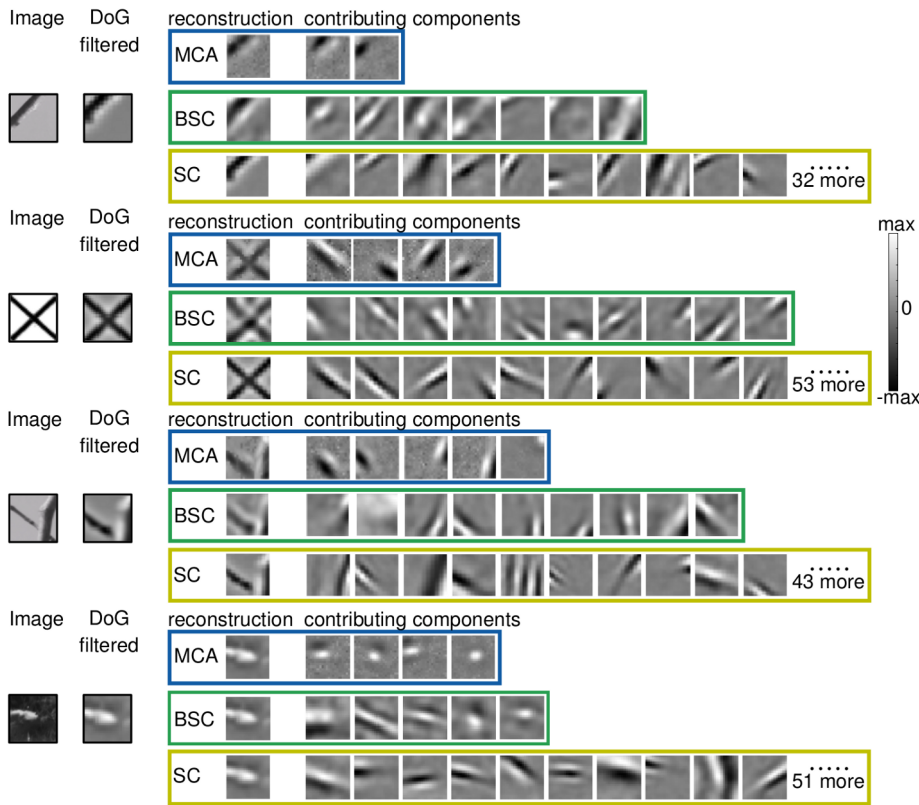 Image DoG filtered reconstruction contributing components
MCA
BSC
SC ..... 32 more
Image DoG filtered reconstruction contributing components
MCA
max
BSC
0
SC ..... 53 more
-max
reconstruction contributing components
Image DoG filtered
MCA
BSC
SC ..... 43 more
Image DoG filtered reconstruction contributing components
MCA
BSC
SC ..... 51 more